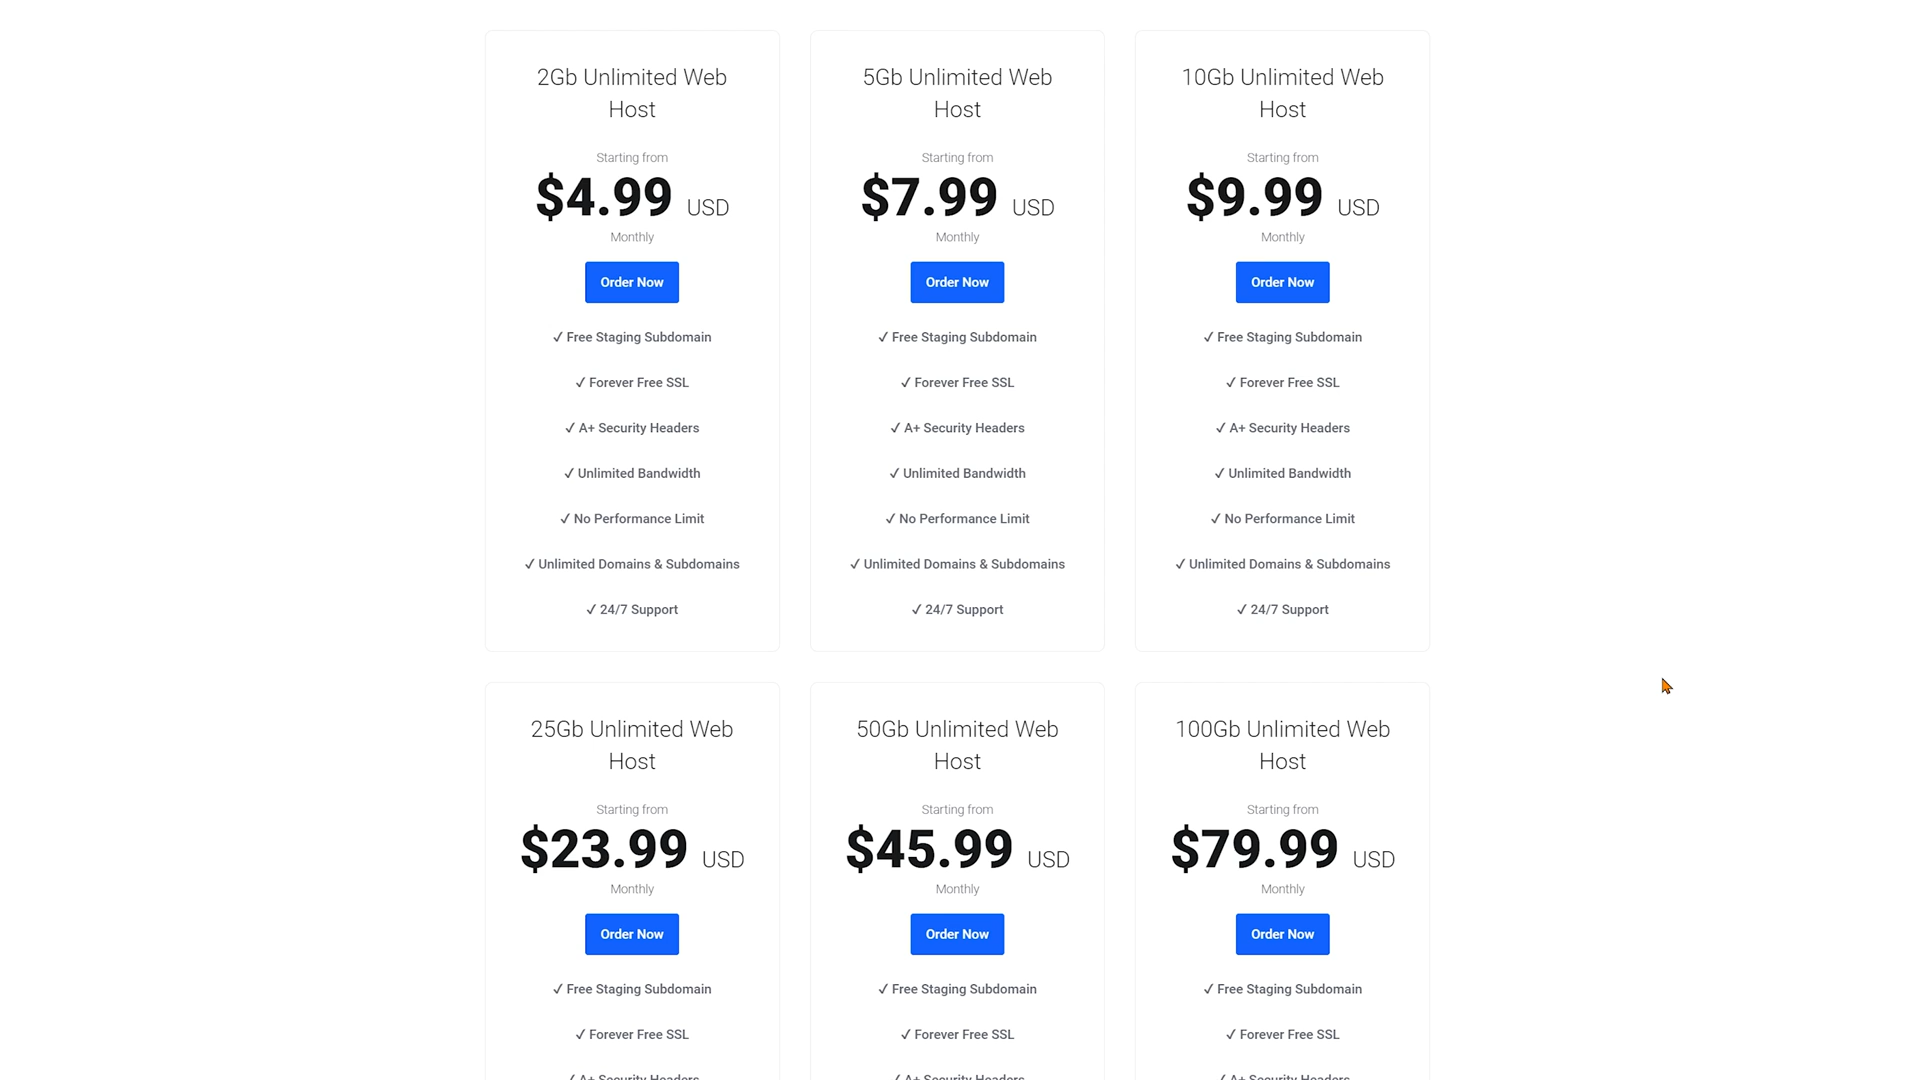 2Gb Unlimited Web
Host
Starting from
$4.99 USD
Monthly
Order Now
✓ Free Staging Subdomain
✓ Forever Free SSL
✓ A+ Security Headers
✓ Unlimited Bandwidth
✓ No Performance Limit
✓ Unlimited Domains & Subdomains
✓ 24/7 Support
5Gb Unlimited Web
Host
Starting from
$7.99 USD
Monthly
Order Now
✓ Free Staging Subdomain
✓ Forever Free SSL
✓ A+ Security Headers
✓ Unlimited Bandwidth
✓ No Performance Limit
✓ Unlimited Domains & Subdomains
✓ 24/7 Support
10Gb Unlimited Web
Host
Starting from
$9.99 USD
Monthly
Order Now
✓ Free Staging Subdomain
✓ Forever Free SSL
✓ A+ Security Headers
✓ Unlimited Bandwidth
✓ No Performance Limit
✓ Unlimited Domains & Subdomains
✓ 24/7 Support
25Gb Unlimited Web
Host
Starting from
$23.99 USD
Monthly
Order Now
✓ Free Staging Subdomain
✓ Forever Free SSL
✓ A+ Security Headers
50Gb Unlimited Web
Host
Starting from
$45.99 USD
Monthly
Order Now
✓ Free Staging Subdomain
✓ Forever Free SSL
✓ A+ Security Headers
100Gb Unlimited Web
Host
Starting from
$79.99 USD
Monthly
Order Now
✓ Free Staging Subdomain
✓ Forever Free SSL
✓ A+ Security Headers